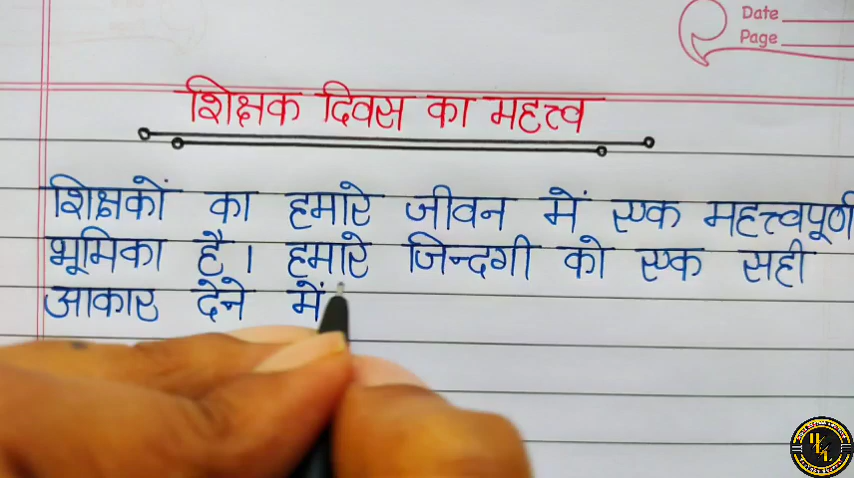 Date
Page
शिक्षक दिवस का महत्त्व
शिक्षकों का हमारे जीवन में एक महत्त्वपूर्ण
भूमिका है। हमारे जिन्दगी को एक सही
आकार देने में